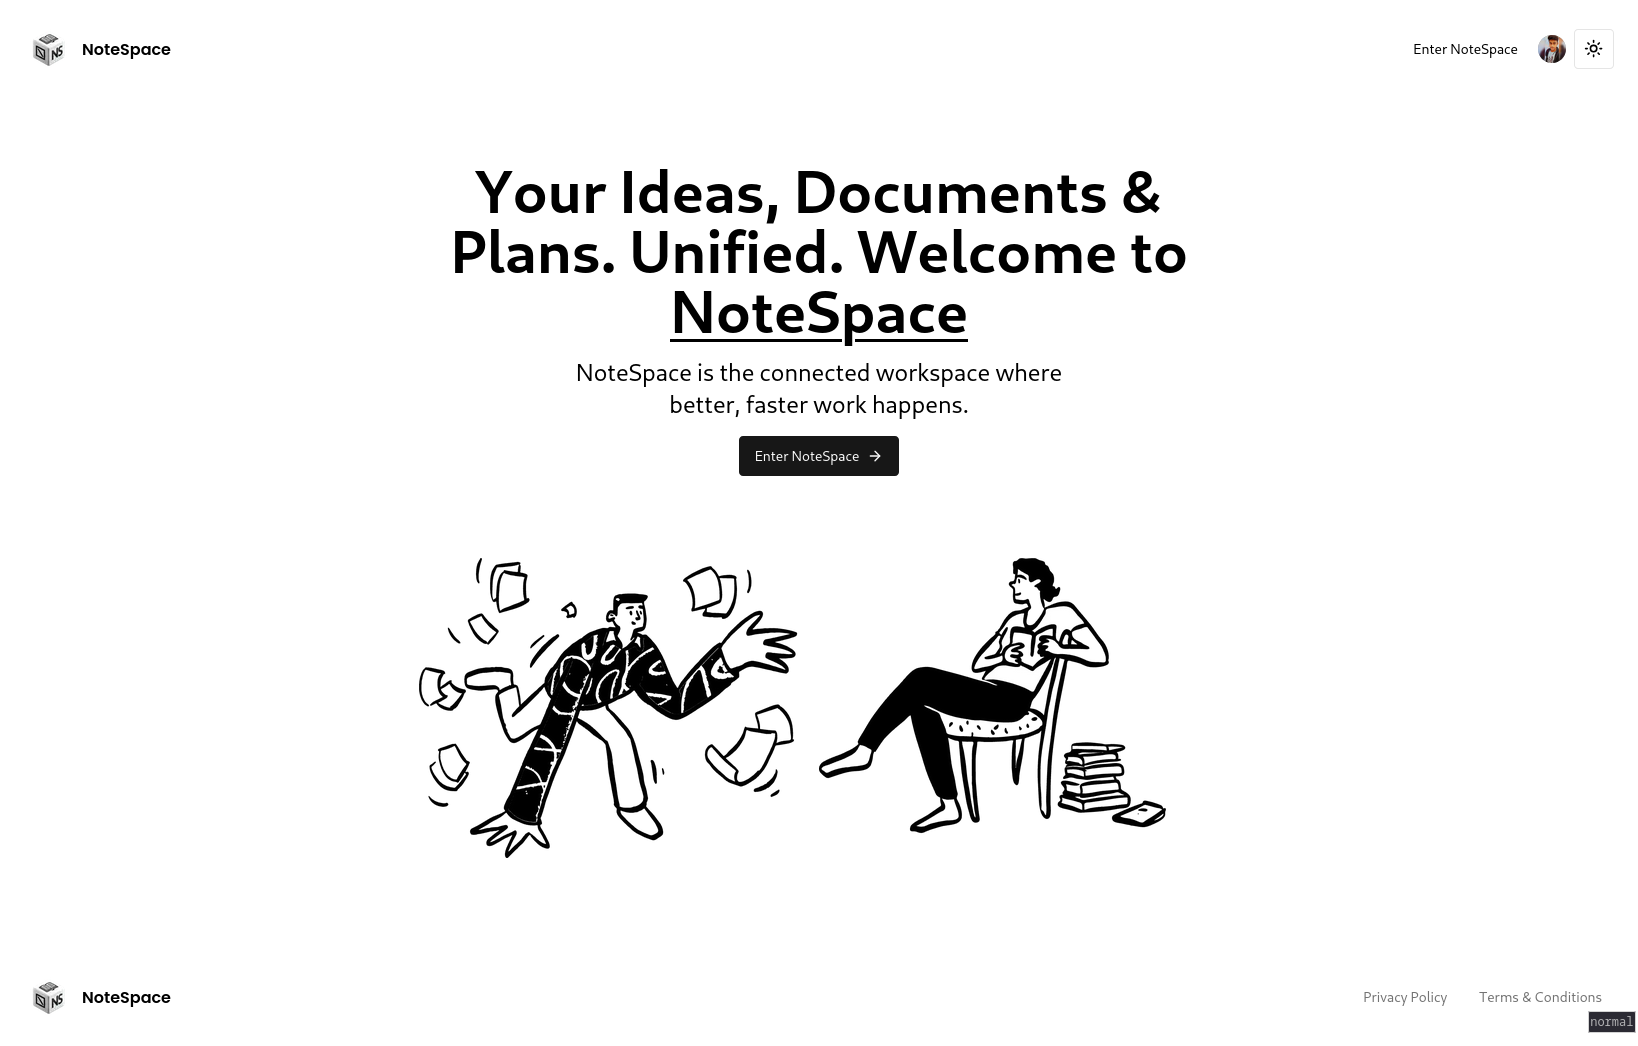 NoteSpace
Enter NoteSpace
Your Ideas, Documents &
Plans. Unified. Welcome to
NoteSpace
NoteSpace is the connected workspace where
better, faster work happens.
Enter NoteSpace
NS
NoteSpace
Privacy Policy
Terms & Conditions
normal